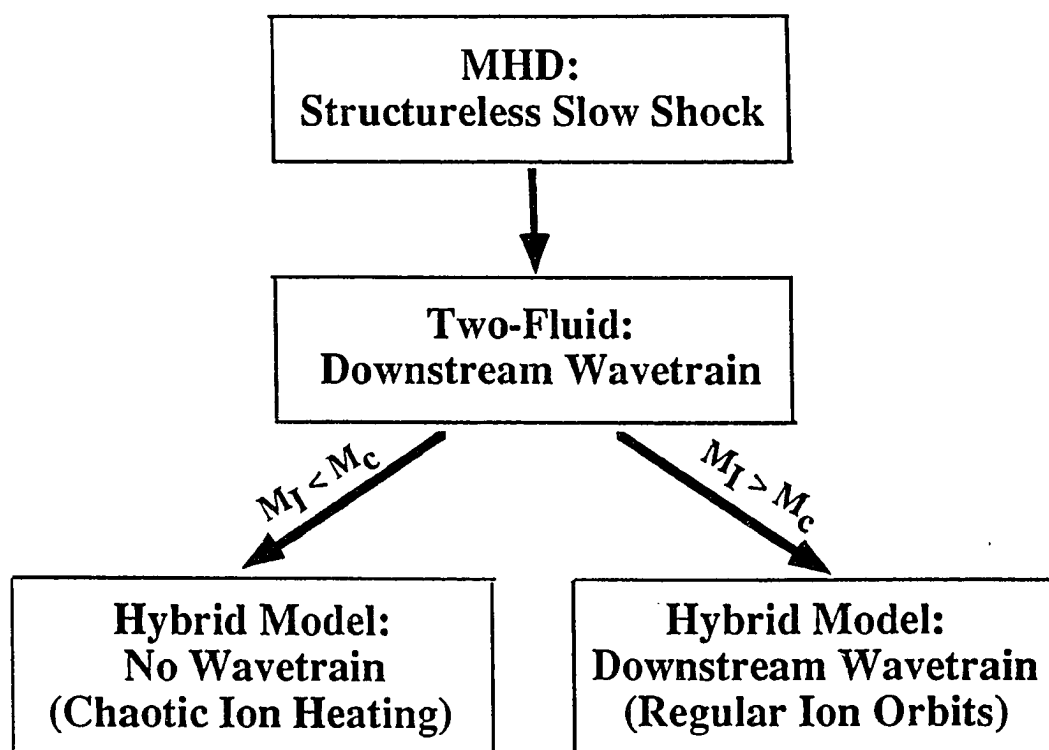 MHD:
Structureless Slow Shock
Two-Fluid:
Downstream Wavetrain
M_I < M_c
M_I > M_c
Hybrid Model:
No Wavetrain
(Chaotic Ion Heating)
Hybrid Model:
Downstream Wavetrain
(Regular Ion Orbits)